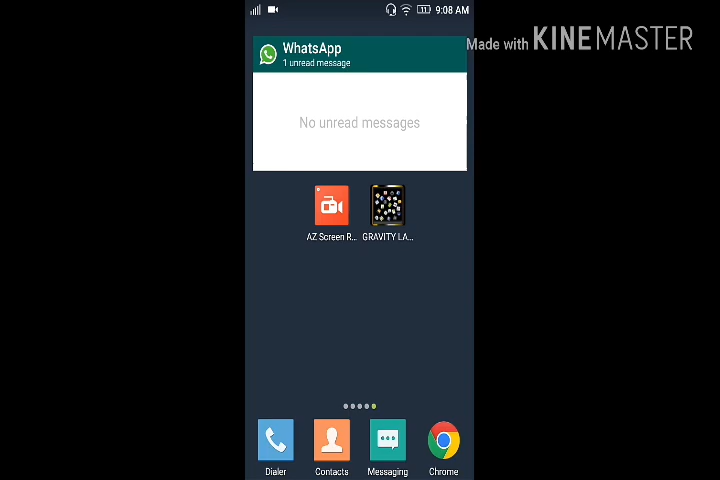 11 9:08 AM
WhatsApp
1 unread message
Made with KINEMASTER
No unread messages
AZ Screen R... GRAVITY LA...
Dialer Contacts Messaging Chrome